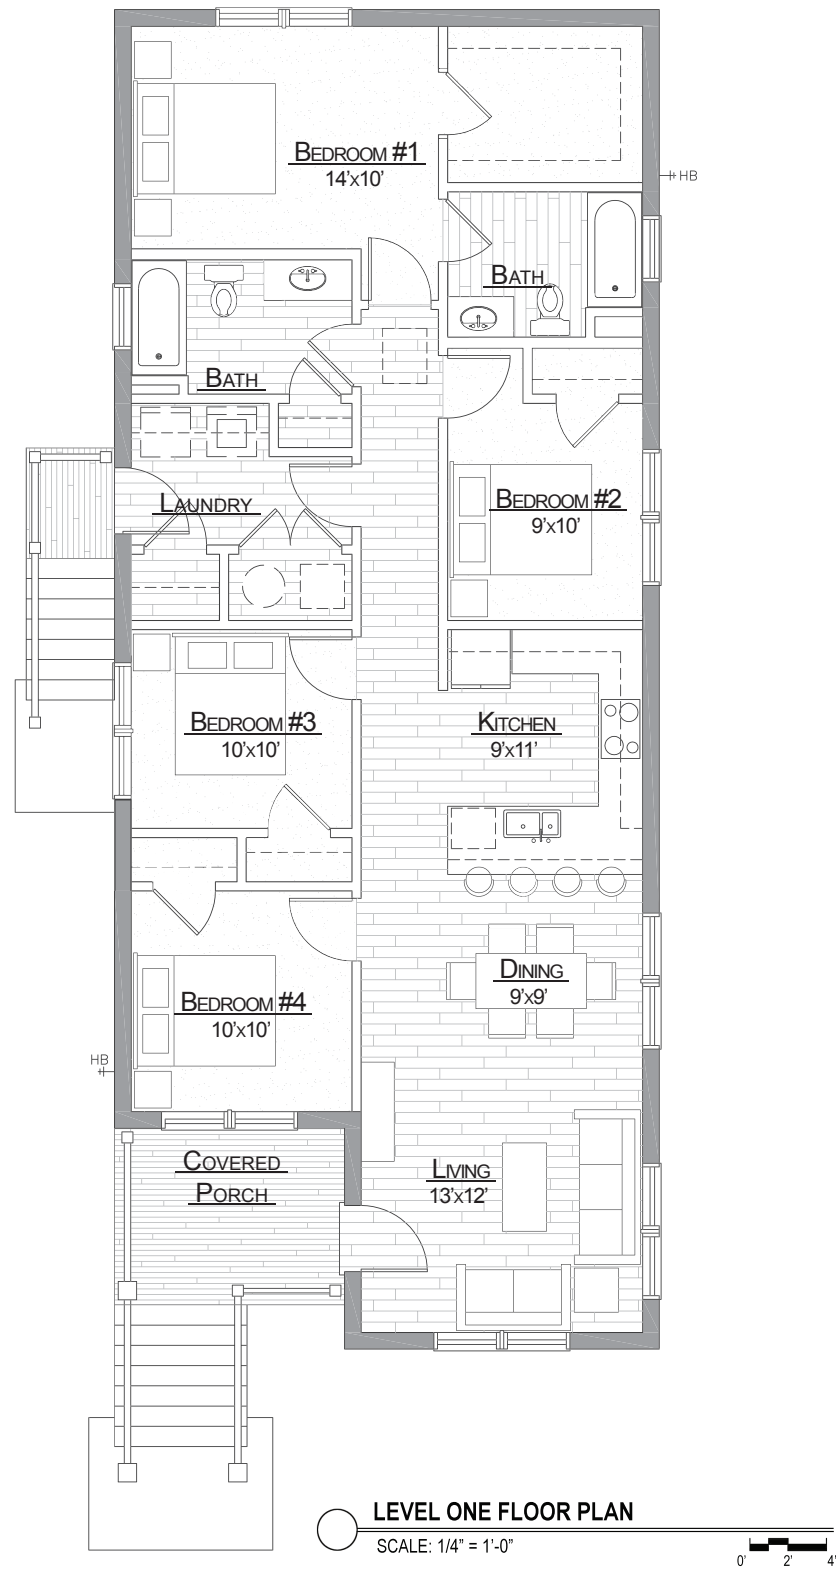 BEDROOM #1
14'x10'
HB
BATH
BATH
LAUNDRY
BEDROOM #2
9'x10'
BEDROOM #3
10'x10'
KITCHEN
9'x11'
DINING
9'x9'
BEDROOM #4
10'x10'
HB
COVERED
PORCH
LIVING
13'x12'
LEVEL ONE FLOOR PLAN
SCALE: 1/4" = 1'-0"
0' 2' 4'